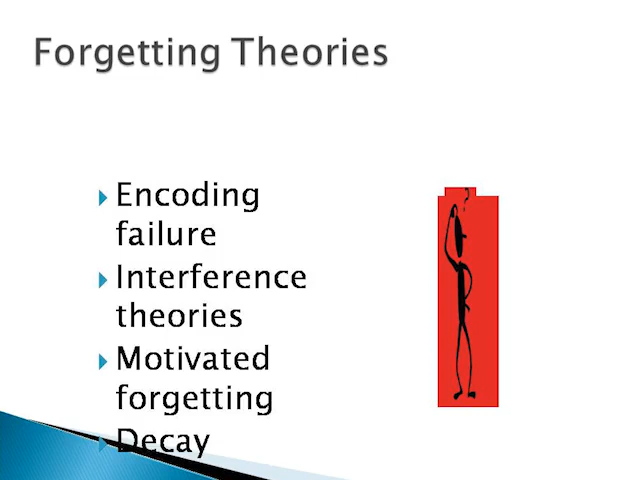 Forgetting Theories
Encoding
failure
Interference
theories
Motivated
forgetting
Decay
?